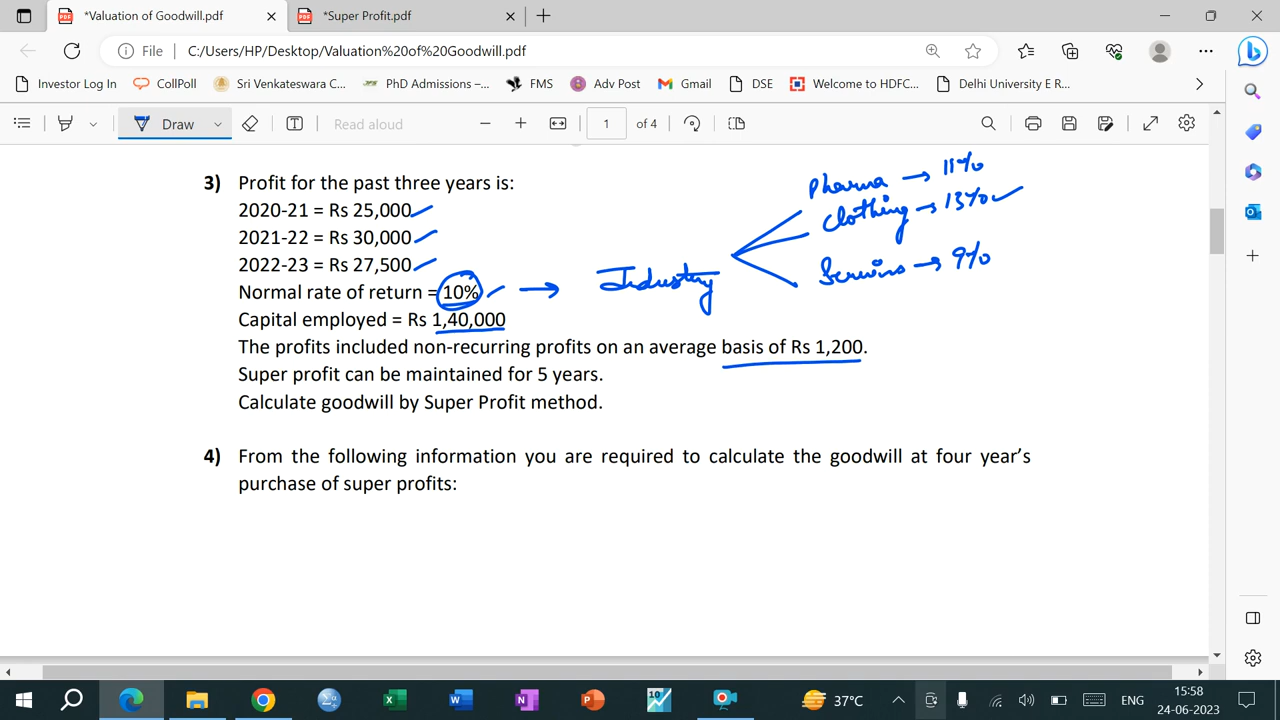 *Valuation of Goodwill.pdf
*Super Profit.pdf
File C:/Users/HP/Desktop/Valuation%20of%20Goodwill.pdf
Investor Log In CollPoll Sri Venkateswara C... PhD Admissions –... FMS Adv Post Gmail DSE Welcome to HDFC... Delhi University E R...
Draw Read aloud 1 of 4
3) Profit for the past three years is:
2020-21 = Rs 25,000
2021-22 = Rs 30,000
2022-23 = Rs 27,500
Normal rate of return = 10%
Capital employed = Rs 1,40,000
The profits included non-recurring profits on an average basis of Rs 1,200.
Super profit can be maintained for 5 years.
Calculate goodwill by Super Profit method.
Industry
Pharma → 11%
Clothing → 13%
→ 9%
4) From the following information you are required to calculate the goodwill at four year's
purchase of super profits:
37°C
ENG
15:58
24-06-2023